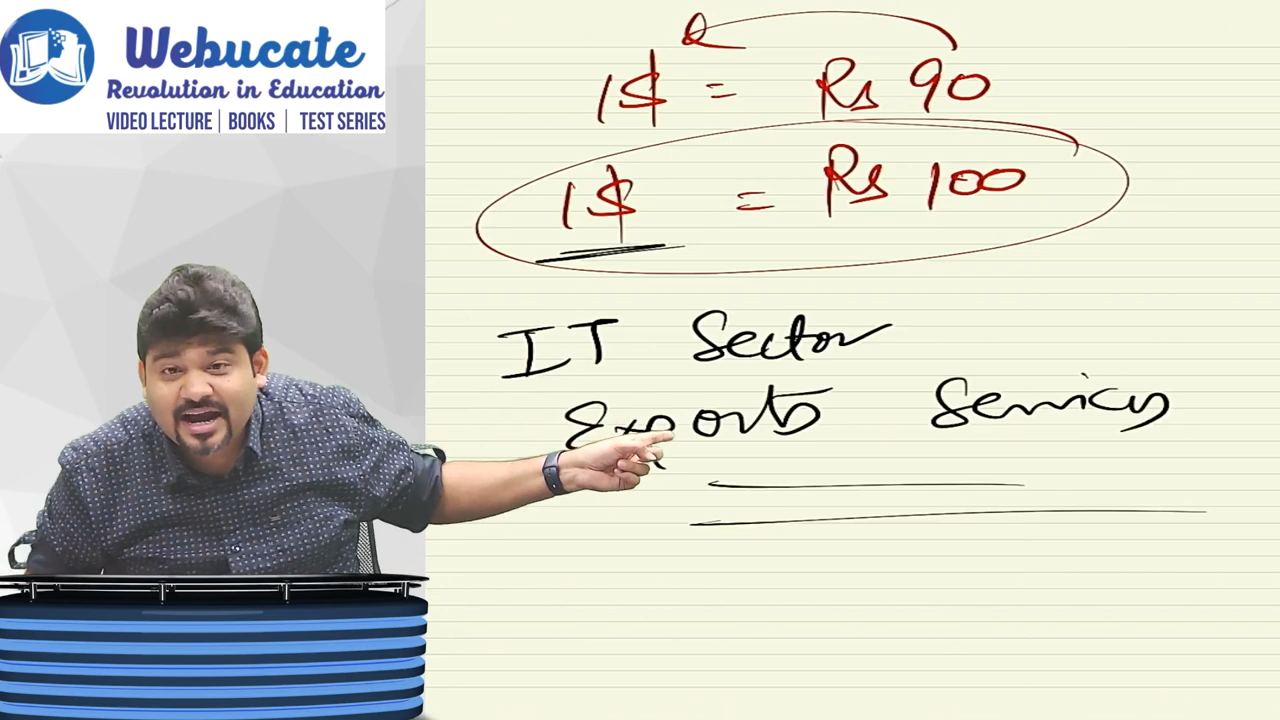 Webucate
Revolution in Education
VIDEO LECTURE | BOOKS | TEST SERIES
1$ = Rs 90
1$ = Rs 100
IT Sector
Exports Services